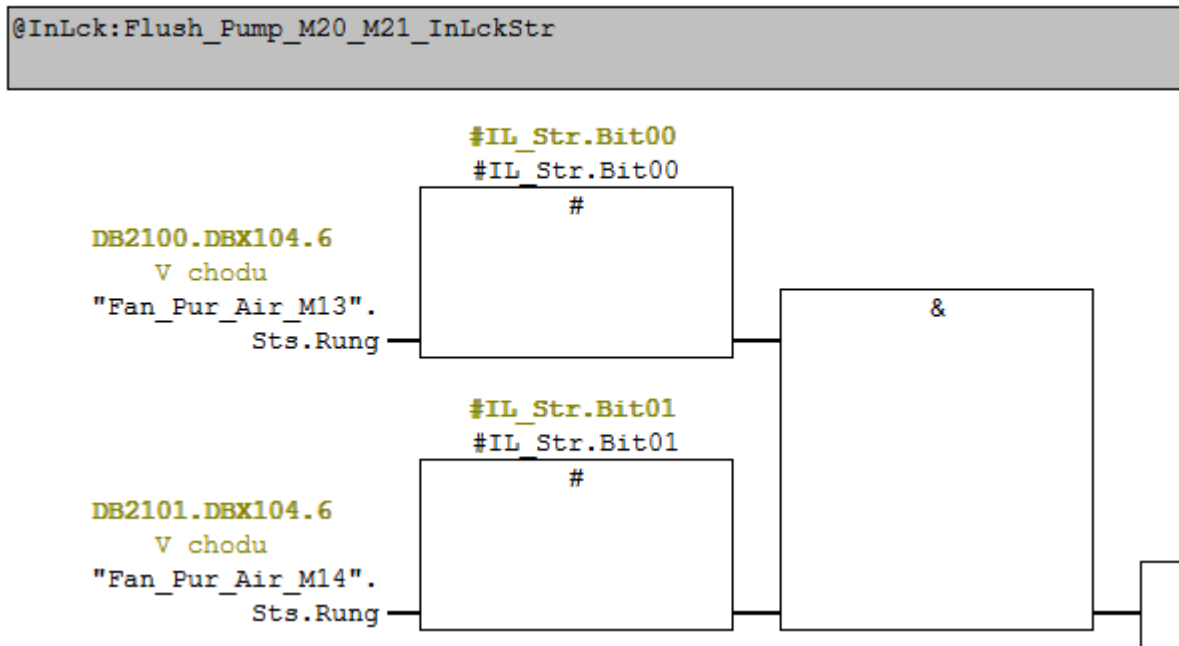 @InLck:Flush_Pump_M20_M21_InLckStr
#IL_Str.Bit00
#IL_Str.Bit00
#
DB2100.DBX104.6
V chodu
"Fan_Pur_Air_M13".
Sts.Rung
&
#IL_Str.Bit01
#IL_Str.Bit01
#
DB2101.DBX104.6
V chodu
"Fan_Pur_Air_M14".
Sts.Rung